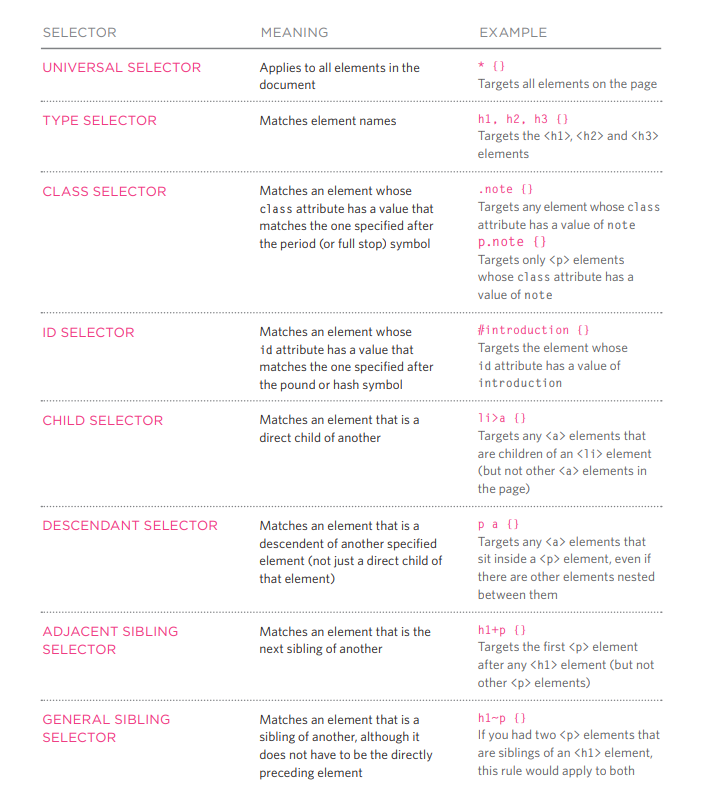 SELECTOR MEANING EXAMPLE
UNIVERSAL SELECTOR
Applies to all elements in the
document
* {}
Targets all elements on the page
TYPE SELECTOR
Matches element names
h1, h2, h3 {}
Targets the <h1>, <h2> and <h3>
elements
CLASS SELECTOR
Matches an element whose
class attribute has a value that
matches the one specified after
the period (or full stop) symbol
.note {}
Targets any element whose class
attribute has a value of note
p.note {}
Targets only <p> elements
whose class attribute has a
value of note
ID SELECTOR
Matches an element whose
id attribute has a value that
matches the one specified after
the pound or hash symbol
#introduction {}
Targets the element whose
id attribute has a value of
introduction
CHILD SELECTOR
Matches an element that is a
direct child of another
li>a {}
Targets any <a> elements that
are children of an <li> element
(but not other <a> elements in
the page)
DESCENDANT SELECTOR
Matches an element that is a
descendent of another specified
element (not just a direct child of
that element)
p a {}
Targets any <a> elements that
sit inside a <p> element, even if
there are other elements nested
between them
ADJACENT SIBLING
SELECTOR
Matches an element that is the
next sibling of another
h1+p {}
Targets the first <p> element
after any <h1> element (but not
other <p> elements)
GENERAL SIBLING
SELECTOR
Matches an element that is a
sibling of another, although it
does not have to be the directly
preceding element
h1~p {}
If you had two <p> elements that
are siblings of an <h1> element,
this rule would apply to both